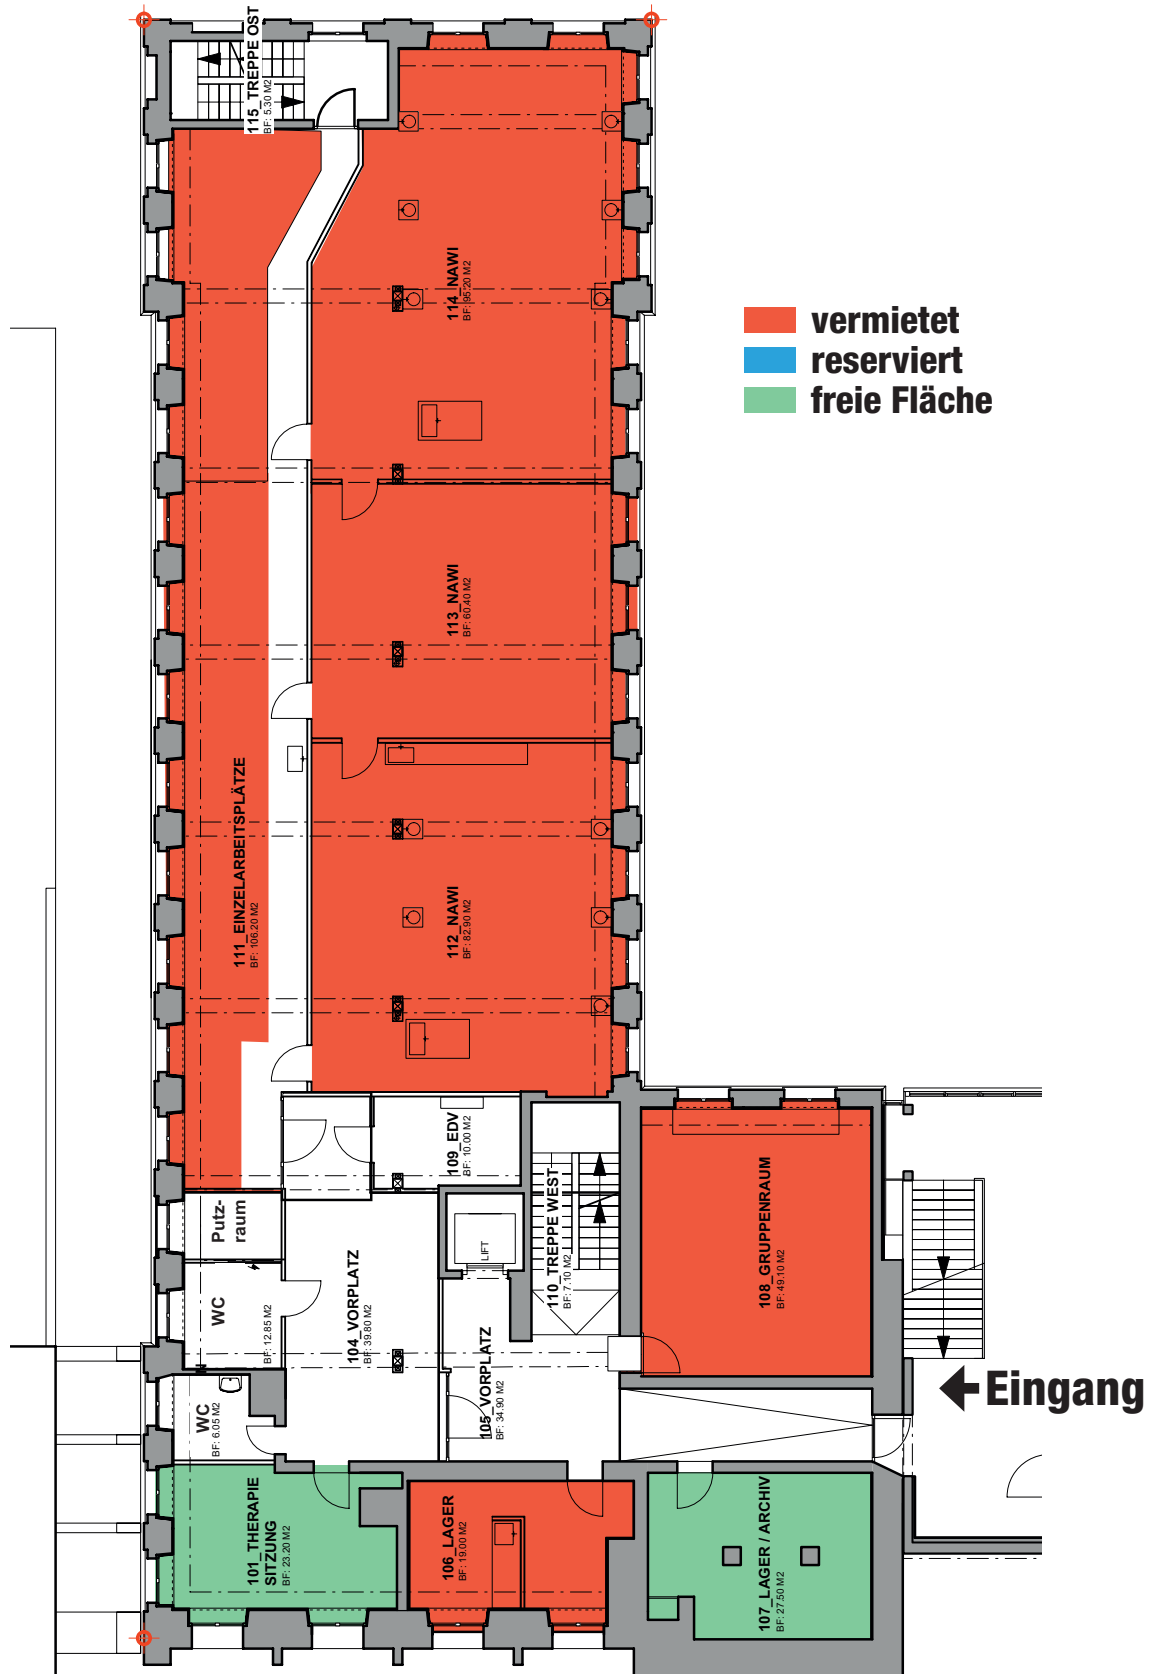 115_TREPPE OST
BF: 5.30 M2
114_NAWI
BF: 95.20 M2
vermietet
reserviert
freie Fläche
113_NAWI
BF: 60.40 M2
111_EINZELARBEITSPLÄTZE
BF: 106.20 M2
112_NAWI
BF: 82.90 M2
109_EDV
BF: 10.00 M2
Putz-
raum
LIFT
110_TREPPE WEST
BF: 7.10 M2
108_GRUPPENRAUM
BF: 49.10 M2
WC
BF: 12.85 M2
104_VORPLATZ
BF: 39.80 M2
105_VORPLATZ
BF: 34.90 M2
Eingang
WC
BF: 6.05 M2
101_THERAPIE
SITZUNG
BF: 23.20 M2
106_LAGER
BF: 19.00 M2
107_LAGER / ARCHIV
BF: 27.50 M2